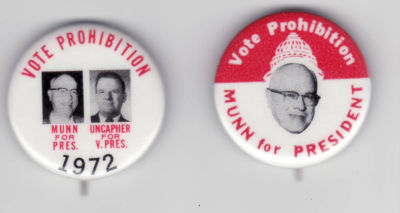 VOTE PROHIBITION
MUNN
FOR
PRES.
UNCAPHER
FOR
V. PRES.
1972
Vote Prohibition
MUNN for PRESIDENT